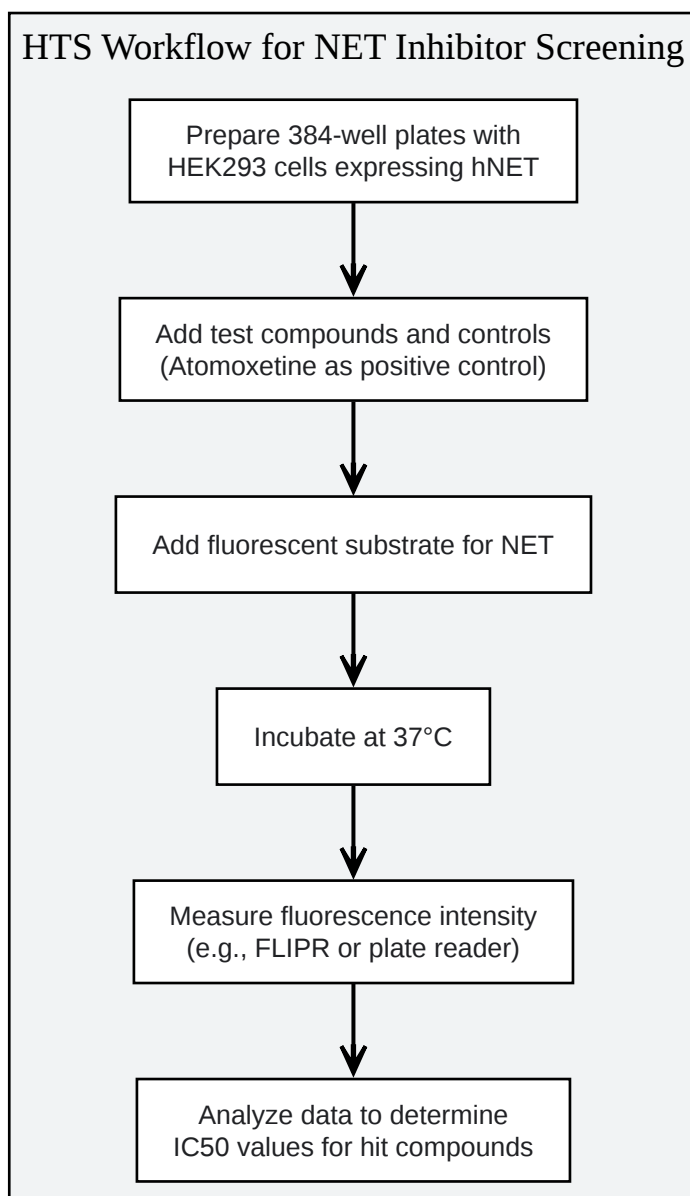 HTS Workflow for NET Inhibitor Screening
Prepare 384-well plates with
HEK293 cells expressing hNET
Add test compounds and controls
(Atomoxetine as positive control)
Add fluorescent substrate for NET
Incubate at 37°C
Measure fluorescence intensity
(e.g., FLIPR or plate reader)
Analyze data to determine
IC50 values for hit compounds